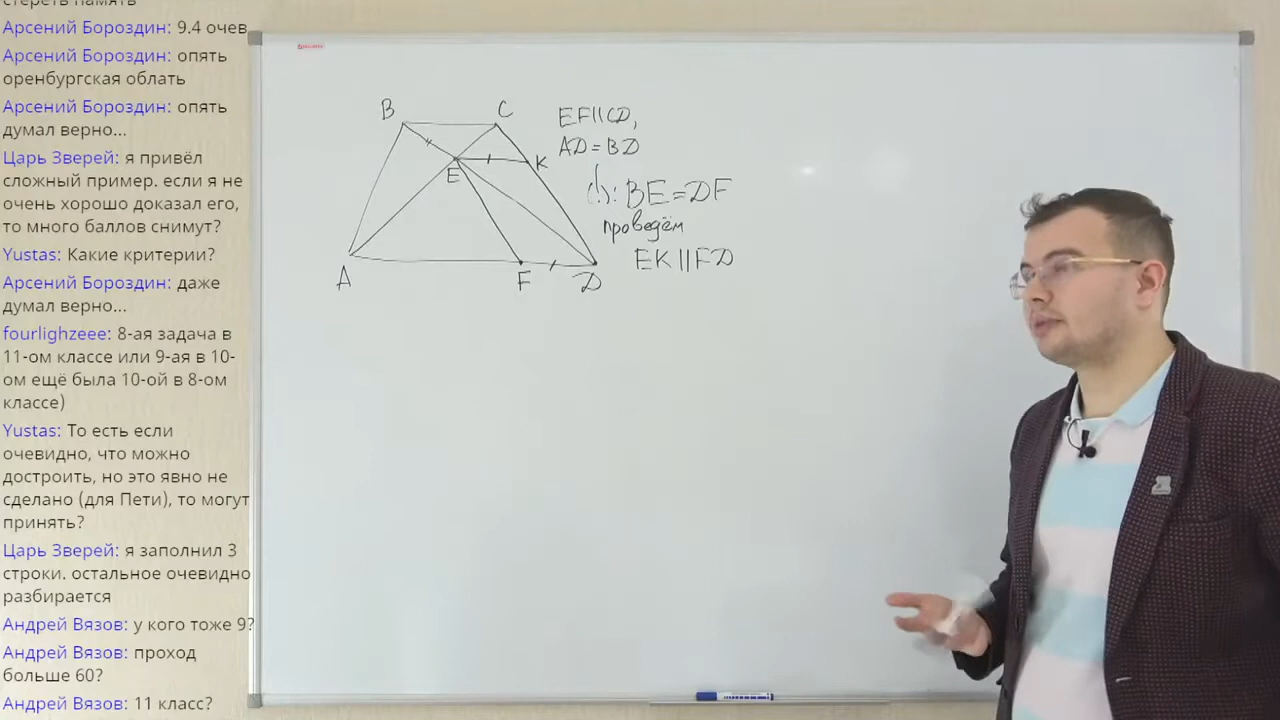 стереть память
Арсений Бороздин: 9.4 очев
Арсений Бороздин: опять
оренбургская облать
Арсений Бороздин: опять
думал верно...
Царь Зверей: я привёл
сложный пример. если я не
очень хорошо доказал его,
то много баллов снимут?
Yustas: Какие критерии?
Арсений Бороздин: даже
думал верно...
fourlighzeee: 8-ая задача в
11-ом классе или 9-ая в 10-
ом ещё была 10-ой в 8-ом
классе)
Yustas: То есть если
очевидно, что можно
достроить, но это явно не
сделано (для Пети), то могут
принять?
Царь Зверей: я заполнил 3
строки. остальное очевидно
разбирается
Андрей Вязов: у кого тоже 9?
Андрей Вязов: проход
больше 60?
Андрей Вязов: 11 класс?
B
C
E
K
A
F
D
EF || CD,
AD = BD
(!): BE = DF
проведём
EK || FD